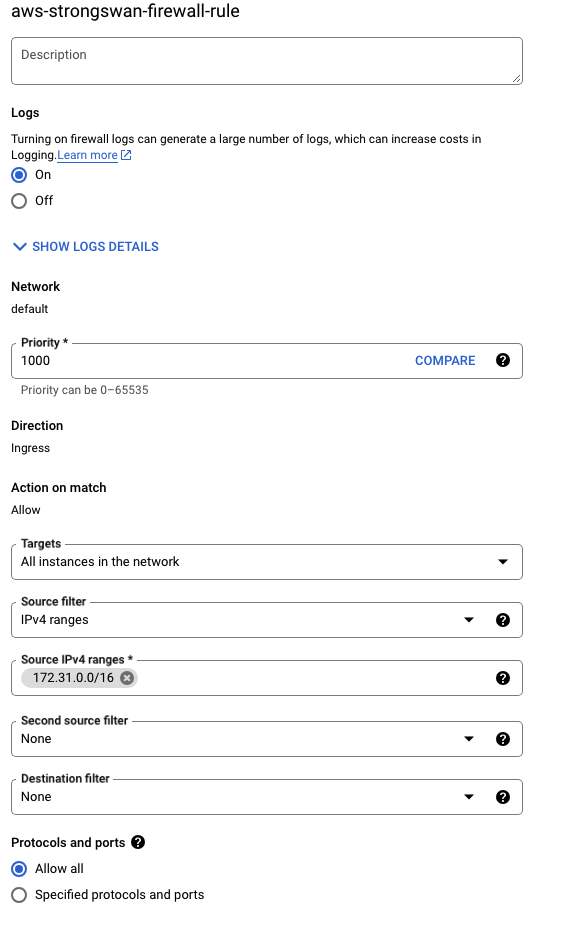 aws-strongswan-firewall-rule
Description
Logs
Turning on firewall logs can generate a large number of logs, which can increase costs in
Logging.Learn more
On
Off
SHOW LOGS DETAILS
Network
default
Priority *
1000
COMPARE
Priority can be 0–65535
Direction
Ingress
Action on match
Allow
Targets
All instances in the network
Source filter
IPv4 ranges
Source IPv4 ranges *
172.31.0.0/16
Second source filter
None
Destination filter
None
Protocols and ports
Allow all
Specified protocols and ports